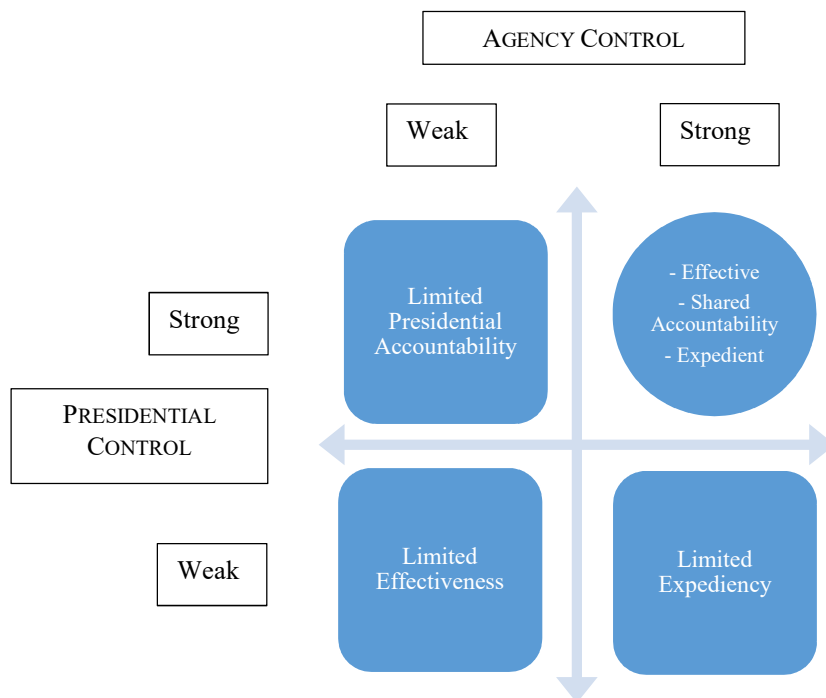 AGENCY CONTROL
Weak
Strong
Strong
Limited
Presidential
Accountability
- Effective
- Shared
Accountability
- Expedient
PRESIDENTIAL
CONTROL
Weak
Limited
Effectiveness
Limited
Expediency